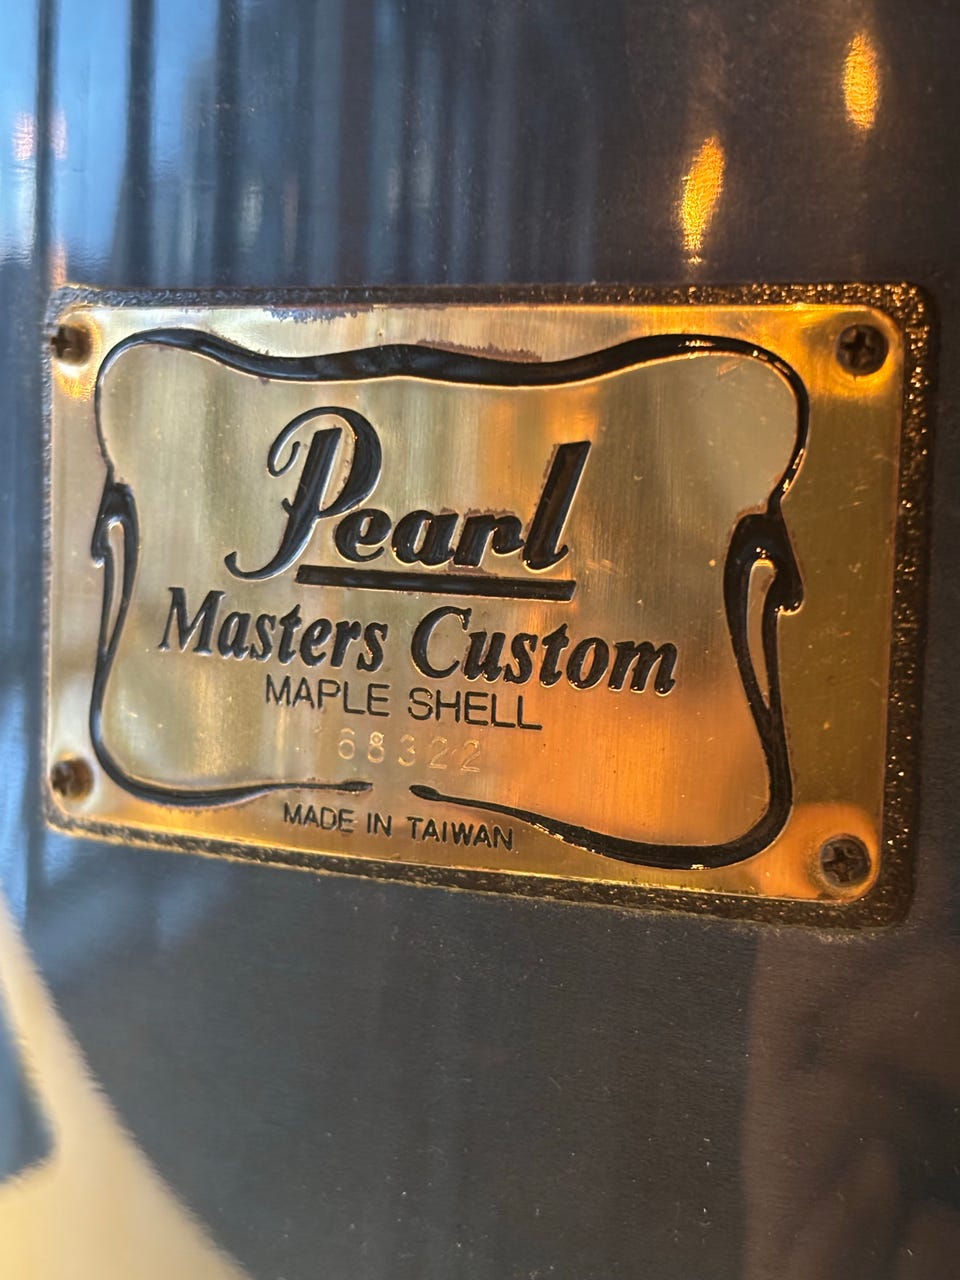 Pearl
Masters Custom
MAPLE SHELL
68322
MADE IN TAIWAN